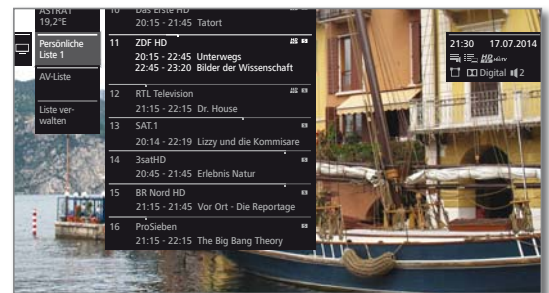 ASTRA1
19,2°E
Persönliche
Liste 1
AV-Liste
Liste ver-
walten
10 Das Erste HD
20:15 - 21:45 Tatort
11 ZDF HD
20:15 - 22:45 Unterwegs
22:45 - 23:20 Bilder der Wissenschaft
12 RTL Television
21:15 - 22:15 Dr. House
13 SAT.1
20:14 - 22:19 Lizzy und die Kommisare
14 3satHD
20:45 - 21:45 Erlebnis Natur
15 BR Nord HD
21:15 - 21:45 Vor Ort - Die Reportage
16 ProSieben
21:15 - 22:15 The Big Bang Theory
21:30 17.07.2014
Digital 2